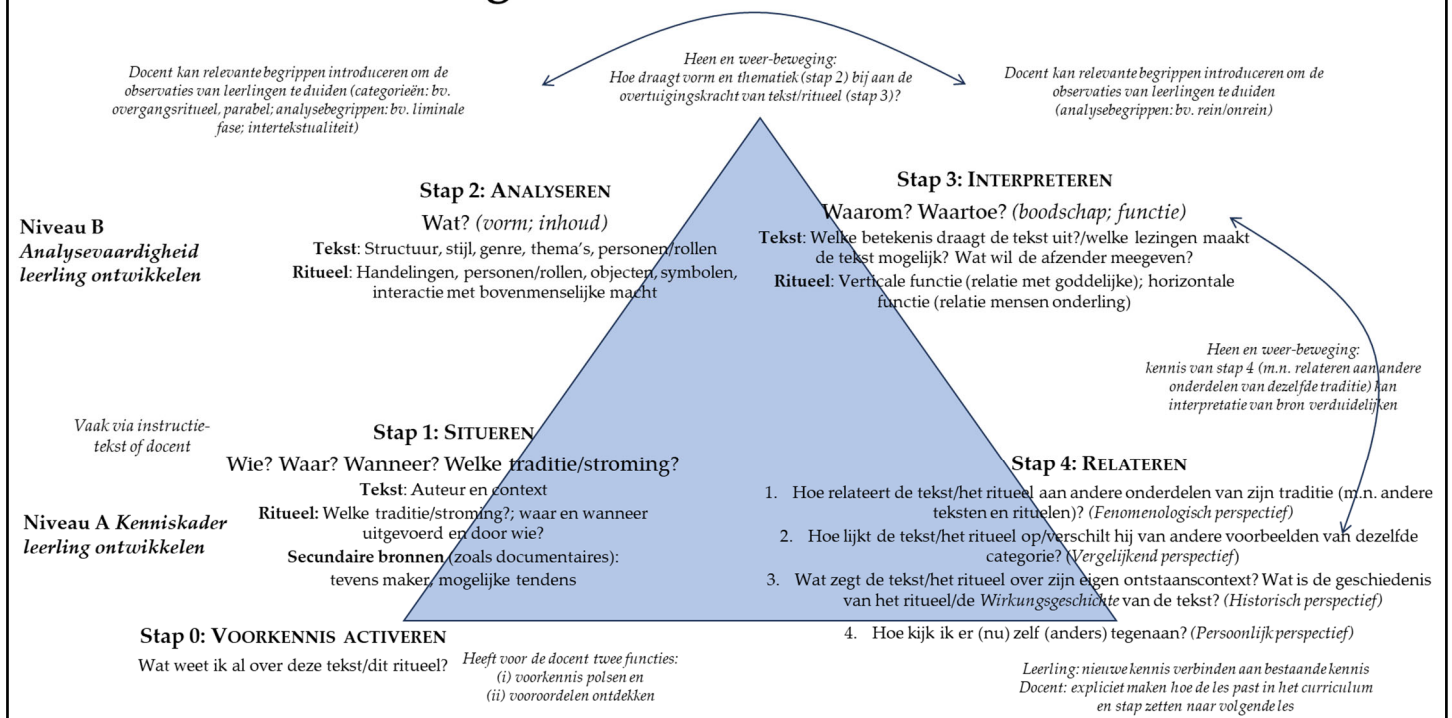 Heen en weer-beweging:
Hoe draagt vorm en thematiek (stap 2) bij aan de
overtuigingskracht van tekst/ritueel (stap 3)?
Docent kan relevante begrippen introduceren om de
observaties van leerlingen te duiden (categorieën: bv.
overgangsritueel, parabel; analysebegrippen: bv. liminale
fase; intertekstualiteit)
Docent kan relevante begrippen introduceren om de
observaties van leerlingen te duiden
(analysebegrippen: bv. rein/onrein)
Niveau B
Analysevaardigheid
leerling ontwikkelen
Stap 2: ANALYSEREN
Wat? (vorm; inhoud)
Tekst: Structuur, stijl, genre, thema's, personen/rollen
Ritueel: Handelingen, personen/rollen, objecten, symbolen,
interactie met bovenmenselijke macht
Stap 3: INTERPRETEREN
Waarom? Waartoe? (boodschap; functie)
Tekst: Welke betekenis draagt de tekst uit?/welke lezingen maakt
de tekst mogelijk? Wat wil de afzender meegeven?
Ritueel: Verticale functie (relatie met goddelijke); horizontale
functie (relatie mensen onderling)
Heen en weer-beweging:
kennis van stap 4 (m.n. relateren aan andere
onderdelen van dezelfde traditie) kan
interpretatie van bron verduidelijken
Vaak via instructie-
tekst of docent
Niveau A Kenniskader
leerling ontwikkelen
Stap 1: SITUEREN
Wie? Waar? Wanneer? Welke traditie/stroming?
Tekst: Auteur en context
Ritueel: Welke traditie/stroming?; waar en wanneer
uitgevoerd en door wie?
Secundaire bronnen (zoals documentaires):
tevens maker, mogelijke tendens
Stap 4: RELATEREN
1. Hoe relateert de tekst/het ritueel aan andere onderdelen van zijn traditie (m.n. andere
teksten en rituelen)? (Fenomenologisch perspectief)
2. Hoe lijkt de tekst/het ritueel op/verschilt hij van andere voorbeelden van dezelfde
categorie? (Vergelijkend perspectief)
3. Wat zegt de tekst/het ritueel over zijn eigen ontstaanscontext? Wat is de geschiedenis
van het ritueel/de Wirkungsgeschichte van de tekst? (Historisch perspectief)
4. Hoe kijk ik er (nu) zelf (anders) tegenaan? (Persoonlijk perspectief)
Stap 0: VOORKENNIS ACTIVEREN
Wat weet ik al over deze tekst/dit ritueel?
Heeft voor de docent twee functies:
(i) voorkennis polsen en
(ii) vooroordelen ontdekken
Leerling: nieuwe kennis verbinden aan bestaande kennis
Docent: expliciet maken hoe de les past in het curriculum
en stap zetten naar volgende les